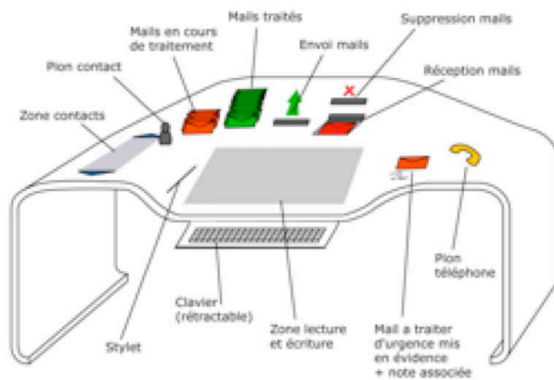 Mails traités
Mails en cours
de traitement
Envoi mails
Suppression mails
Pion contact
Réception mails
Zone contacts
Pion
téléphone
Clavier
(rétractable)
Zone lecture
et écriture
Stylet
Mail a traiter
d'urgence mis
en évidence
+ note associée